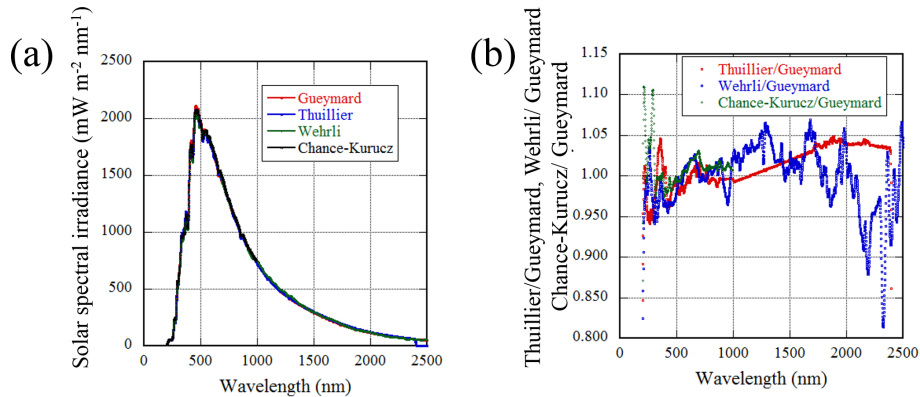 (a)
Solar spectral irradiance (mW m-2 nm-1)
2500
2000
1500
1000
500
0
Gueymard
Thuillier
Wehrli
Chance-Kurucz
0 500 1000 1500 2000 2500
Wavelength (nm)
(b)
Thuillier/Gueymard, Wehrli/ Gueymard
Chance-Kurucz/ Gueymard
1.15
1.10
1.05
1.00
0.950
0.900
0.850
0.800
Thuillier/Gueymard
Wehrli/Gueymard
Chance-Kurucz/Gueymard
0 500 1000 1500 2000 2500
Wavelength (nm)